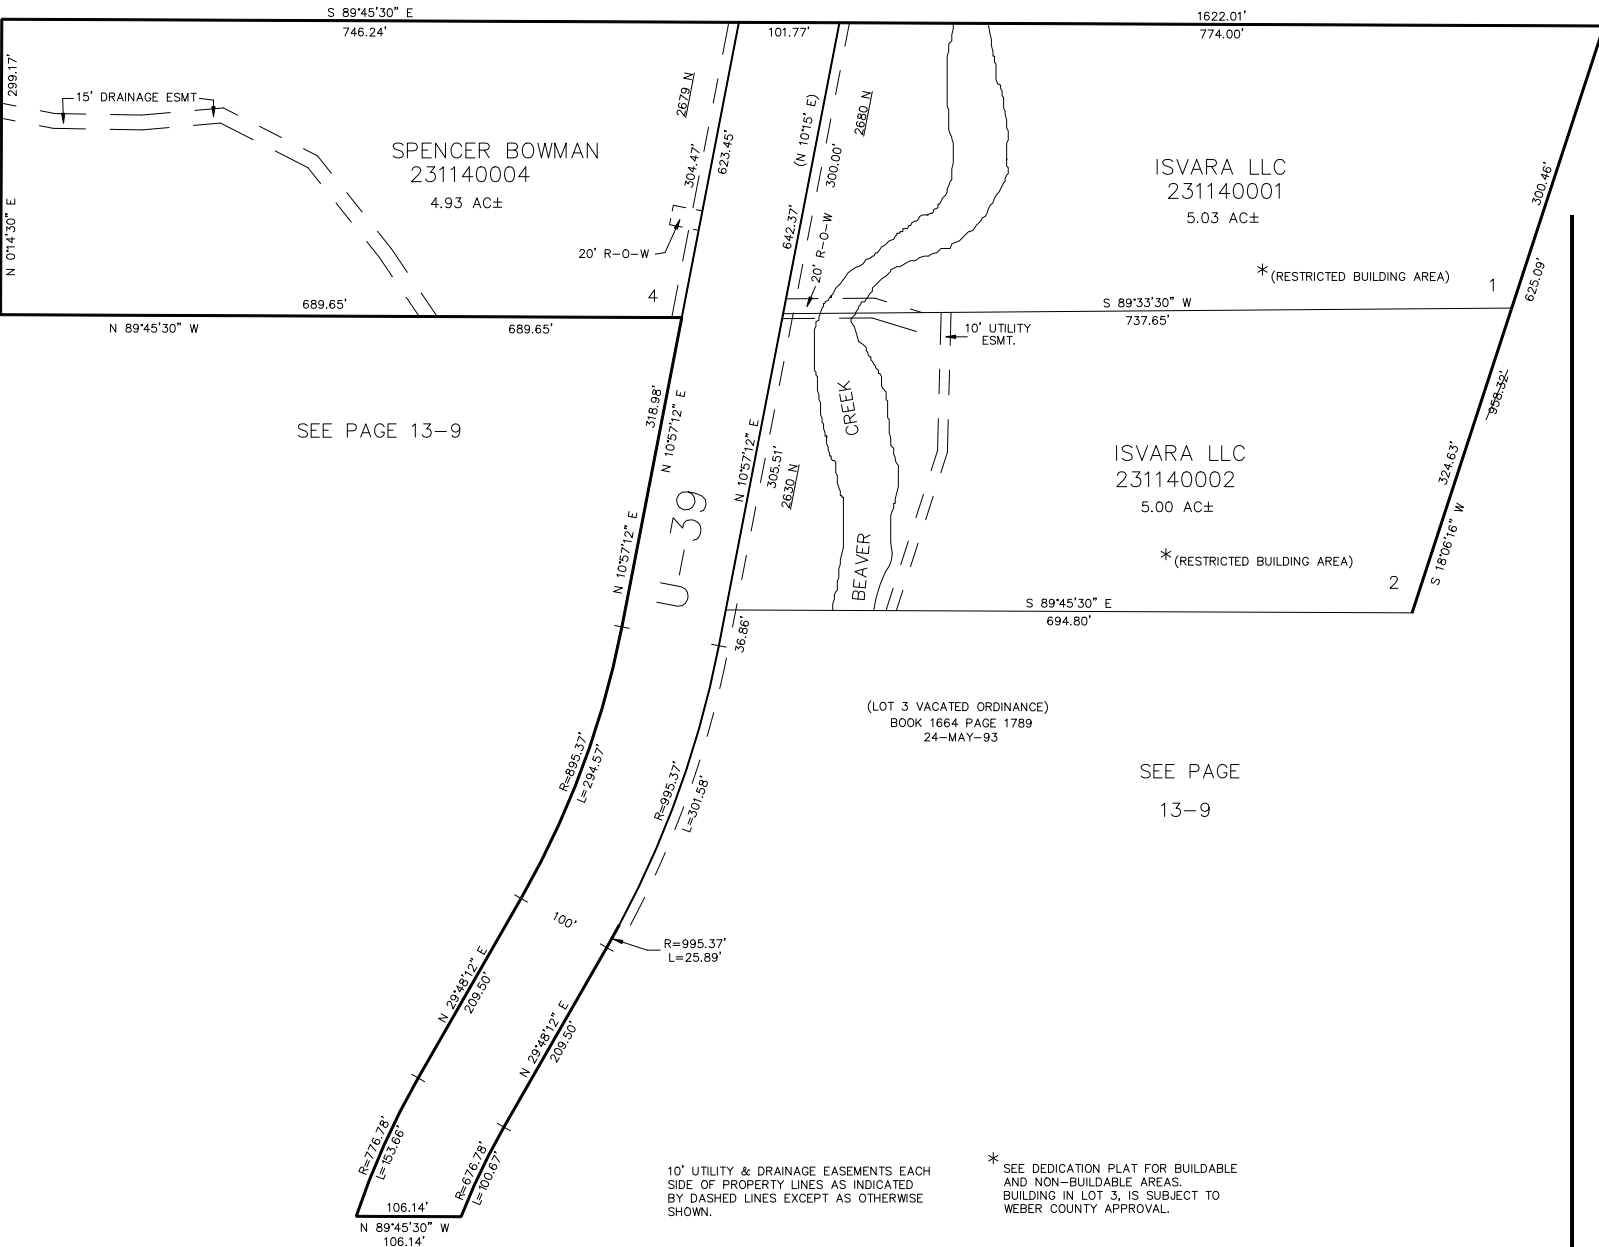 S 89°45'30" E
746.24'
101.77'
1622.01'
774.00'
299.17'
15' DRAINAGE ESMT
N 0°14'30" E
SPENCER BOWMAN
231140004
4.93 AC±
2679 N
304.47'
623.45'
20' R-O-W
4
689.65'
N 89°45'30" W
689.65'
(N 10°15' E)
2680 N
300.00'
642.37'
20' R-O-W
ISVARA LLC
231140001
5.03 AC±
*(RESTRICTED BUILDING AREA)
1
300.46'
625.09'
S 89°33'30" W
737.65'
10' UTILITY
ESMT.
SEE PAGE 13-9
318.98'
N 10°57'12" E
N 10°57'12" E
U-39
N 10°57'12" E
305.51'
2630 N
CREEK
BEAVER
ISVARA LLC
231140002
5.00 AC±
*(RESTRICTED BUILDING AREA)
2
958.32'
324.63'
S 18°06'16" W
S 89°45'30" E
694.80'
36.86'
(LOT 3 VACATED ORDINANCE)
BOOK 1664 PAGE 1789
24-MAY-93
SEE PAGE
13-9
R=895.37'
L=294.57'
R=995.37'
L=301.58'
100'
R=995.37'
L=25.89'
N 29°48'12" E
209.50'
N 29°48'12" E
209.50'
R=776.78'
L=153.66'
R=676.78'
L=100.67'
106.14'
N 89°45'30" W
106.14'
10' UTILITY & DRAINAGE EASEMENTS EACH
SIDE OF PROPERTY LINES AS INDICATED
BY DASHED LINES EXCEPT AS OTHERWISE
SHOWN.
* SEE DEDICATION PLAT FOR BUILDABLE
AND NON-BUILDABLE AREAS.
BUILDING IN LOT 3, IS SUBJECT TO
WEBER COUNTY APPROVAL.